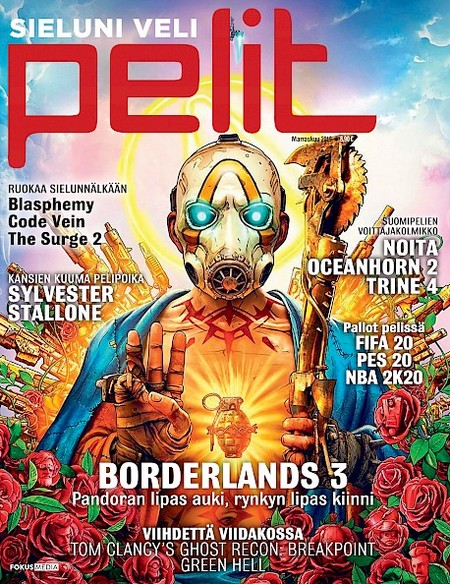 SIELUNI VELI
pelit
Marraskuu 2019
RUOKAA SIELUNNÄLKÄÄN
Blasphemy
Code Vein
The Surge 2
KANSIEN KUUMA PELIPOIKA
SYLVESTER
STALLONE
SUOMIPELIEN
VOITTAJAKOLMIKKO
NOITA
OCEANHORN 2
TRINE 4
Pallot pelissä
FIFA 20
PES 20
NBA 2K20
BORDERLANDS 3
Pandoran lipas auki, rynkyn lipas kiinni
VIIHDETTÄ VIIDAKOSSA
TOM CLANCY'S GHOST RECON: BREAKPOINT
GREEN HELL
FOKUSMEDIA